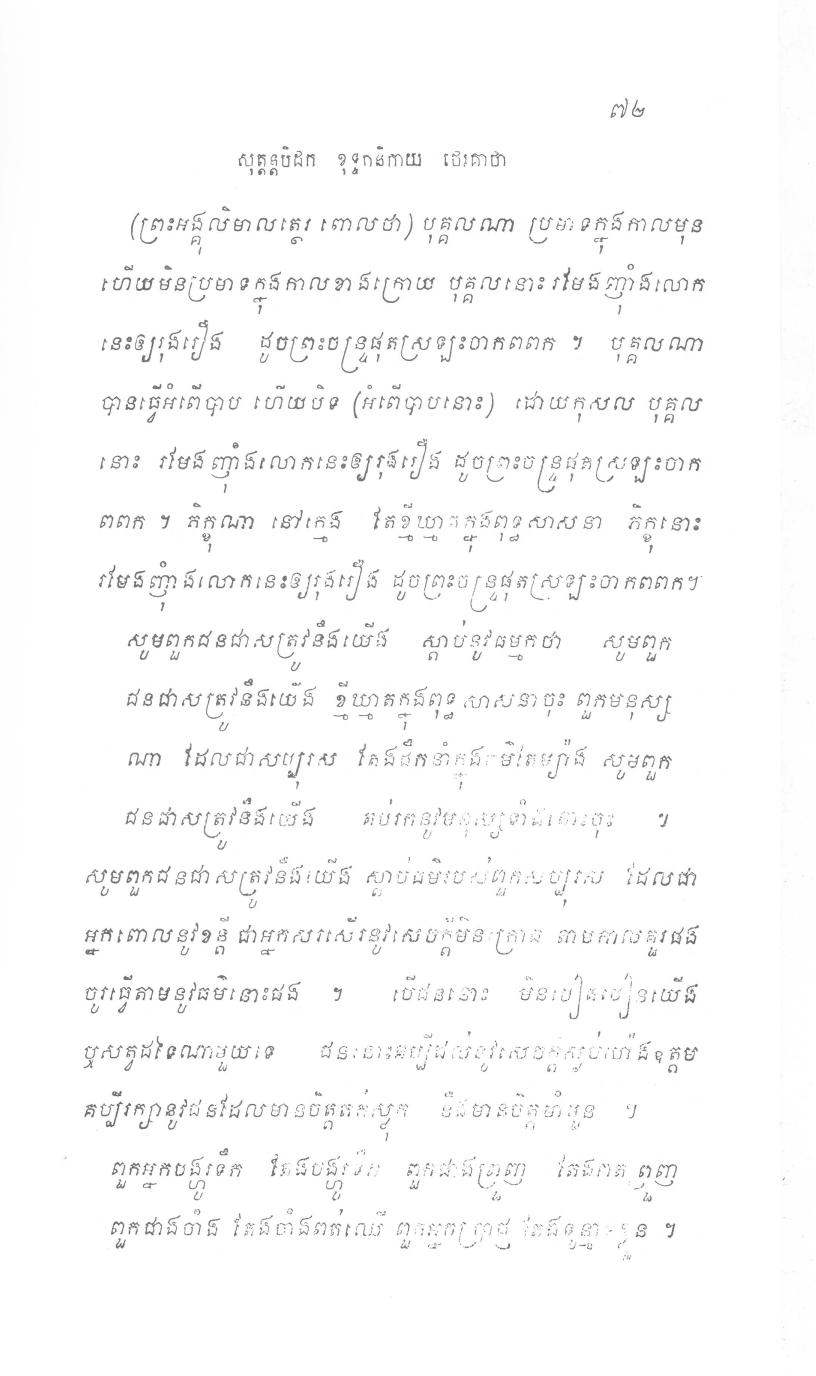 ៧២
សុត្តន្តបិដក ខុទ្ទកនិកាយ ថេរគាថា
(ព្រះអង្គុលិមាលត្ថេរ ពោលថា) បុគ្គលណា ប្រមាទក្នុងកាលមុន
ហើយមិនប្រមាទក្នុងកាលខាងក្រោយ បុគ្គលនោះ រមែងញ៉ាំងលោក
នេះឲ្យរុងរឿង ដូចព្រះចន្ទ្រផុតស្រឡះចាកពពក ។ បុគ្គលណា
បានធ្វើអំពើបាប ហើយបិទ (អំពើបាបនោះ) ដោយកុសល បុគ្គល
នោះ រមែងញ៉ាំងលោកនេះឲ្យរុងរឿង ដូចព្រះចន្ទ្រផុតស្រឡះចាក
ពពក ។ ភិក្ខុណា នៅក្មេង តែខ្មីឃ្មាតក្នុងពុទ្ធសាសនា ភិក្ខុនោះ
រមែងញុំាងលោកនេះឲ្យរុងរឿង ដូចព្រះចន្ទ្រផុតស្រឡះចាកពពក។
សូមពួកជនជាសត្រូវនឹងយើង ស្តាប់នូវធម្មកថា សូមពួក
ជនជាសត្រូវនឹងយើង ខ្មីឃ្មាតក្នុងពុទ្ធសាសនាចុះ ពួកមនុស្ស
ណា ដែលជាសប្បុរស តែងដឹកនាំក្នុងធម៌តែម្យ៉ាង សូមពួក
ជនជាសត្រូវនឹងយើង គប់រកនូវមនុស្សទាំងនោះចុះ ។
សូមពួកជនជាសត្រូវនឹងយើង ស្តាប់ធម៌របស់ពួកសប្បុរស ដែលជា
អ្នកពោលនូវខន្តី ជាអ្នកសរសើរនូវសេចក្តីមិនក្រោធ តាមកាលគួរផង
ចូរធ្វើតាមនូវធម៌នោះផង ។ បើជននោះ មិនបៀតបៀនយើង
ឬសត្វដទៃណាមួយទេ ជននោះគប្បីដល់នូវសេចក្តីស្ងប់រម្ងាប់ឧត្តម
គប្បីរក្សានូវជនដែលមានចិត្តតក់ស្លុត នឹងមានចិត្តមាំមួន ។
ពួកអ្នកបង្ហូរទឹក តែងបង្ហូរទឹក ពួកជាងព្រួញ តែងពត់ព្រួញ
ពួកជាងចាំង តែងចាំងពត់ឈើ ពួកអ្នកប្រាជ្ញ តែងទូន្មានខ្លួន ។